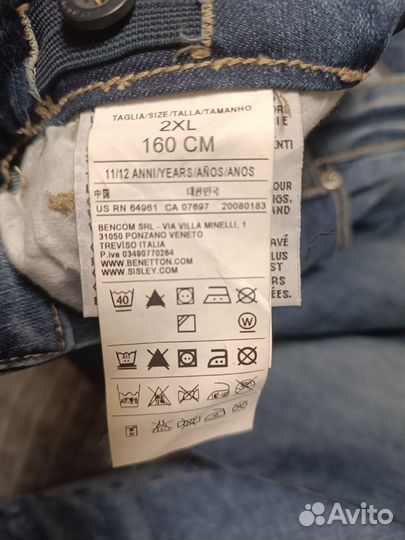 TAGLIA/SIZE/TALLA/TAMANHO
2XL
160 CM
11/12 ANNI/YEARS/AÑOS/ANOS
中国 대한민국
US RN 64961 CA 07697 20080183
BENCOM SRL - VIA VILLA MINELLI, 1
31050 PONZANO VENETO
TREVISO ITALIA
P.iva 03490770264
WWW.BENETTON.COM
WWW.SISLEY.COM
40
W
OUR
PLUS
Avito